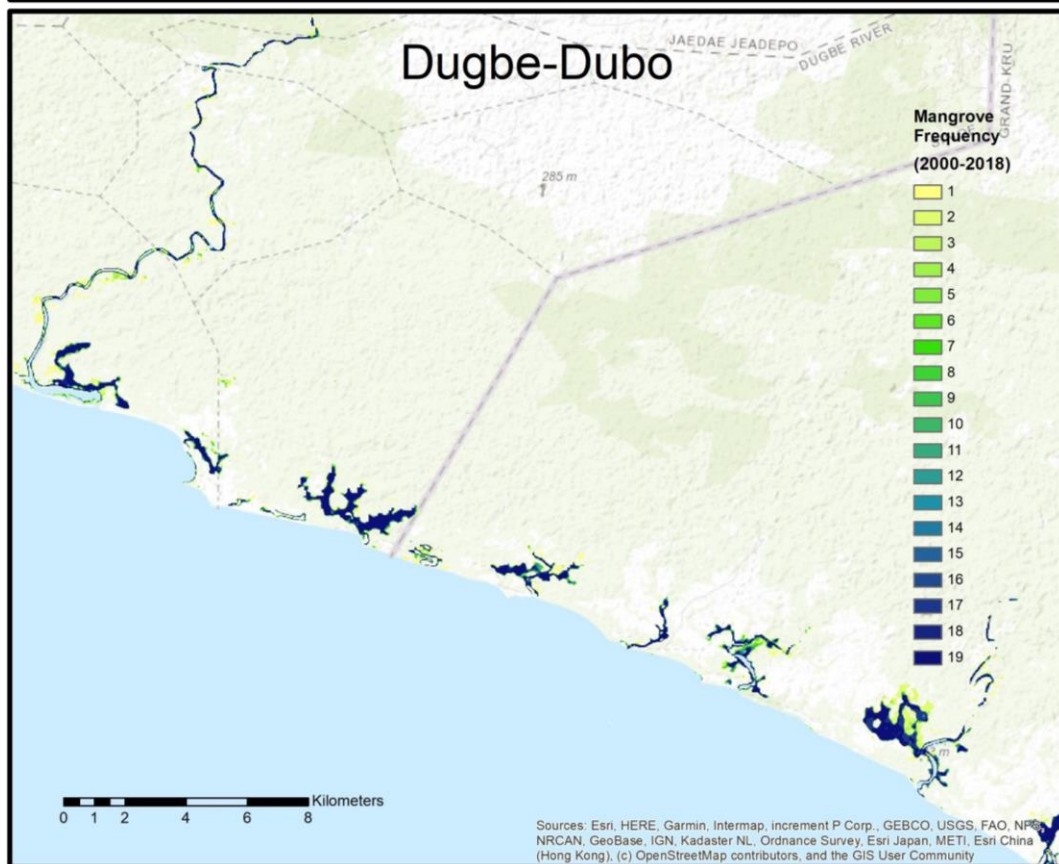 Dugbe-Dubo
JAEDAE JEADEPO
DUGBE RIVER
GRAND KRU
285 m
Mangrove
Frequency
(2000-2018)
1
2
3
4
5
6
7
8
9
10
11
12
13
14
15
16
17
18
19
m
Kilometers
0 1 2 4 6 8
Sources: Esri, HERE, Garmin, Intermap, increment P Corp., GEBCO, USGS, FAO, NPS,
NRCAN, GeoBase, IGN, Kadaster NL, Ordnance Survey, Esri Japan, METI, Esri China
(Hong Kong), (c) OpenStreetMap contributors, and the GIS User Community